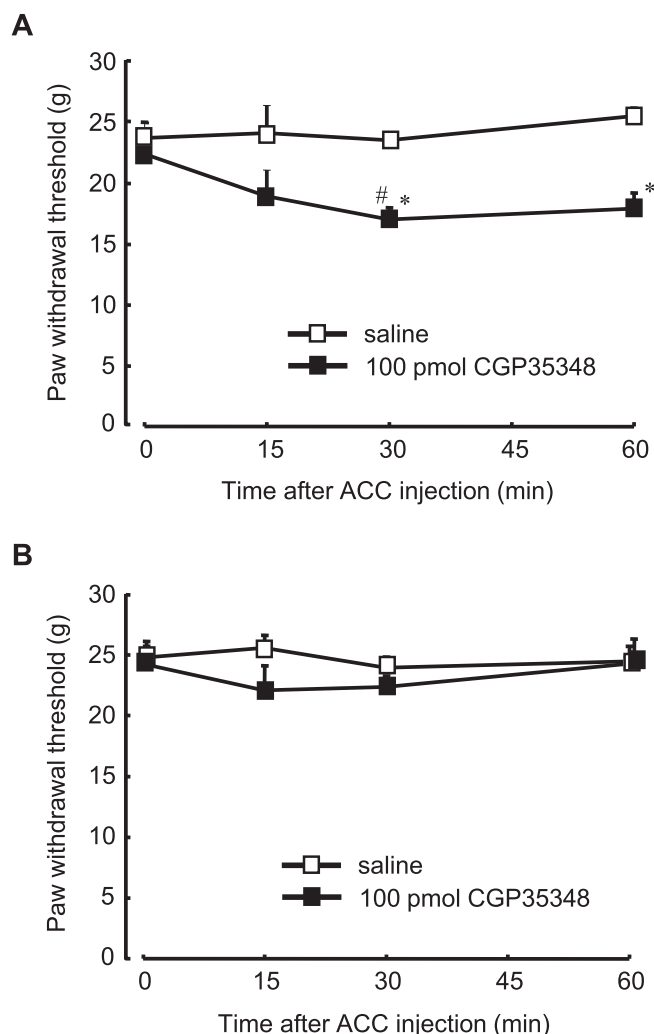 A
Paw withdrawal threshold (g)
30
25
20
15
10
5
0
# *
*
saline
100 pmol CGP35348
0 15 30 45 60
Time after ACC injection (min)
B
Paw withdrawal threshold (g)
30
25
20
15
10
5
0
saline
100 pmol CGP35348
0 15 30 45 60
Time after ACC injection (min)